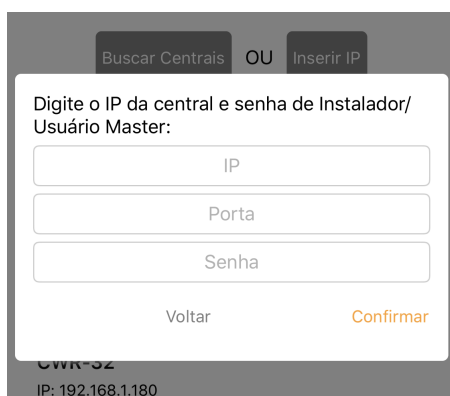 Buscar Centrais OU Inserir IP
Digite o IP da central e senha de Instalador/
Usuário Master:
IP
Porta
Senha
Voltar Confirmar
CWR-32
IP: 192.168.1.180